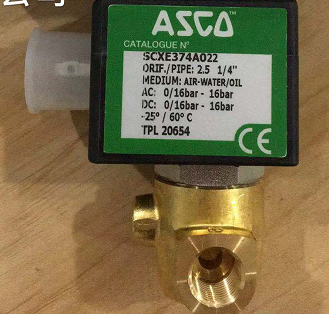 ASCO™
CATALOGUE N°
SCXE374A022
ORIF./PIPE: 2.5 1/4"
MEDIUM: AIR-WATER/OIL
AC: 0/16bar - 16bar
DC: 0/16bar - 16bar
-25° / 60° C
TPL 20654
CE